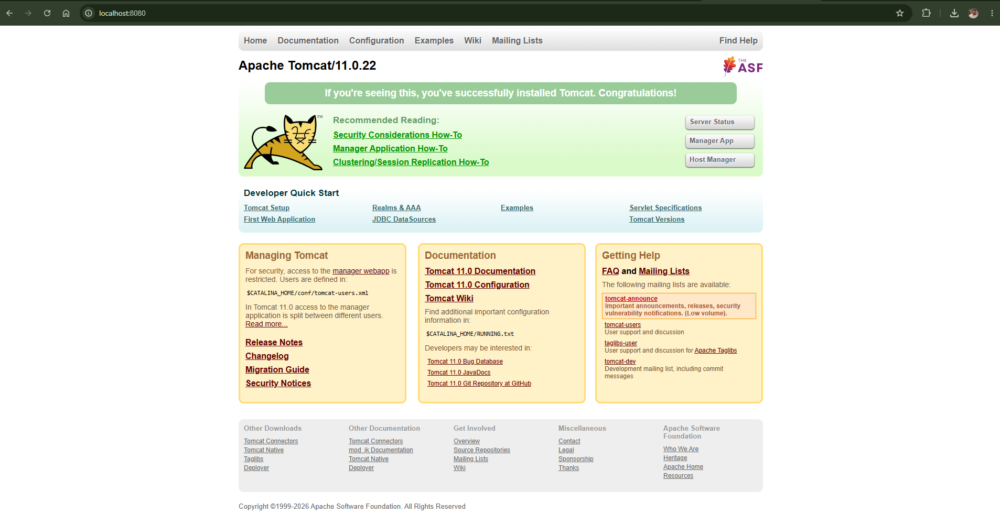 localhost:8080
Home Documentation Configuration Examples Wiki Mailing Lists Find Help
Apache Tomcat/11.0.22
THE
ASF
If you're seeing this, you've successfully installed Tomcat. Congratulations!
TM
Recommended Reading:
Security Considerations How-To
Manager Application How-To
Clustering/Session Replication How-To
Server Status
Manager App
Host Manager
Developer Quick Start
Tomcat Setup
First Web Application
Realms & AAA
JDBC DataSources
Examples
Servlet Specifications
Tomcat Versions
Managing Tomcat
For security, access to the manager webapp is
restricted. Users are defined in:
$CATALINA_HOME/conf/tomcat-users.xml
In Tomcat 11.0 access to the manager
application is split between different users.
Read more...
Release Notes
Changelog
Migration Guide
Security Notices
Documentation
Tomcat 11.0 Documentation
Tomcat 11.0 Configuration
Tomcat Wiki
Find additional important configuration
information in:
$CATALINA_HOME/RUNNING.txt
Developers may be interested in:
Tomcat 11.0 Bug Database
Tomcat 11.0 JavaDocs
Tomcat 11.0 Git Repository at GitHub
Getting Help
FAQ and Mailing Lists
The following mailing lists are available:
tomcat-announce
Important announcements, releases, security
vulnerability notifications. (Low volume).
tomcat-users
User support and discussion
taglibs-user
User support and discussion for Apache Taglibs
tomcat-dev
Development mailing list, including commit
messages
Other Downloads
Tomcat Connectors
Tomcat Native
Taglibs
Deployer
Other Documentation
Tomcat Connectors
mod_jk Documentation
Tomcat Native
Deployer
Get Involved
Overview
Source Repositories
Mailing Lists
Wiki
Miscellaneous
Contact
Legal
Sponsorship
Thanks
Apache Software
Foundation
Who We Are
Heritage
Apache Home
Resources
Copyright ©1999-2026 Apache Software Foundation. All Rights Reserved